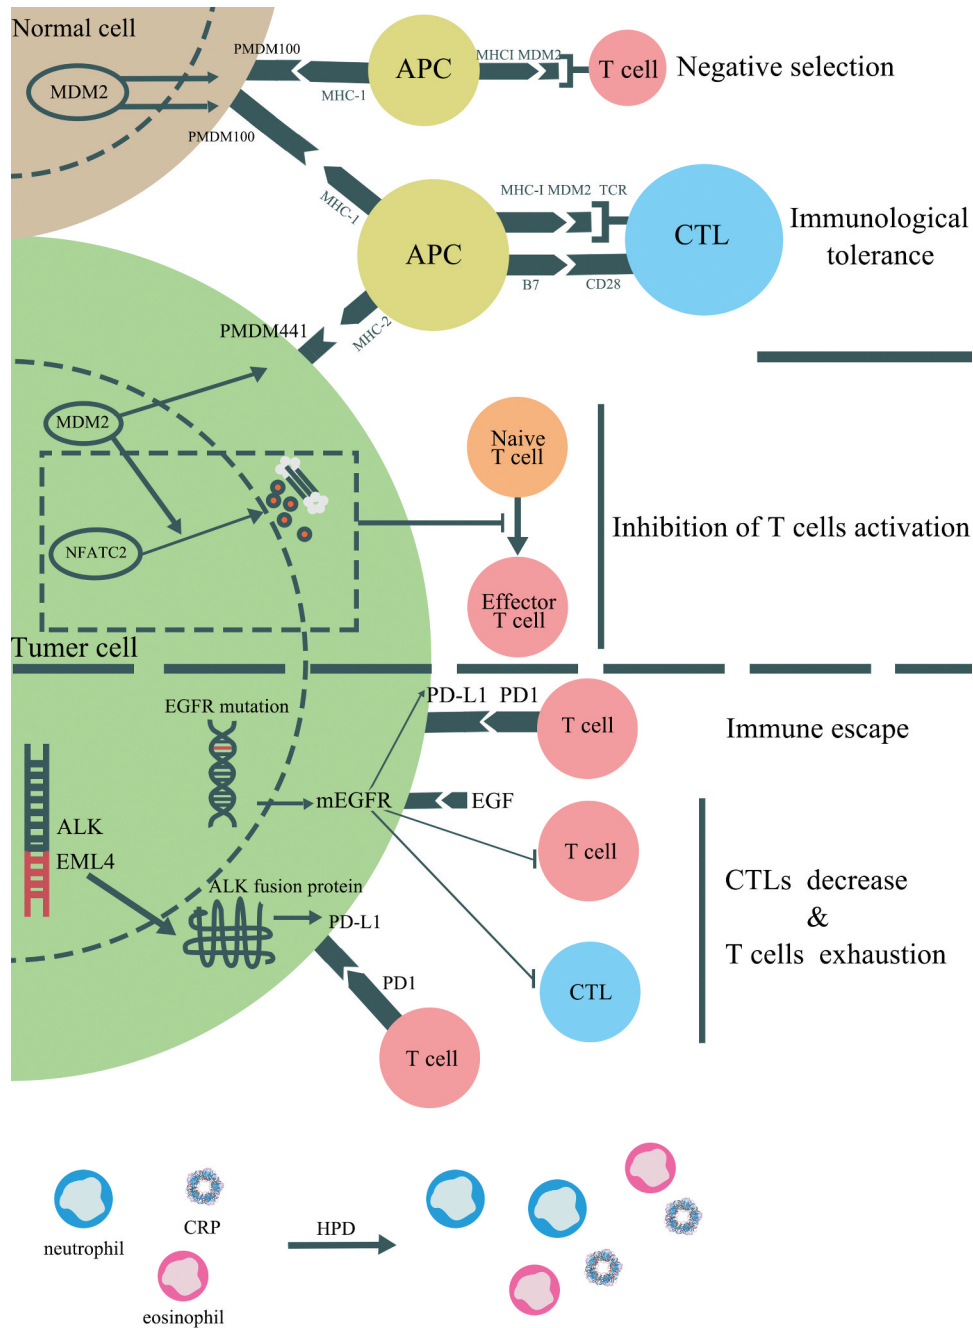 Normal cell
MDM2
PMDM100
PMDM100
MHC-1
APC
MHCI MDM2
T cell
Negative selection
MHC-1
APC
MHC-I MDM2 TCR
B7
CD28
CTL
Immunological
tolerance
MHC-2
PMDM441
MDM2
NFATC2
Naive
T cell
Effector
T cell
Inhibition of T cells activation
Tumer cell
EGFR mutation
PD-L1 PD1
T cell
Immune escape
mEGFR
EGF
T cell
ALK
EML4
ALK fusion protein
PD-L1
PD1
T cell
CTL
CTLs decrease
&
T cells exhaustion
neutrophil
CRP
eosinophil
HPD